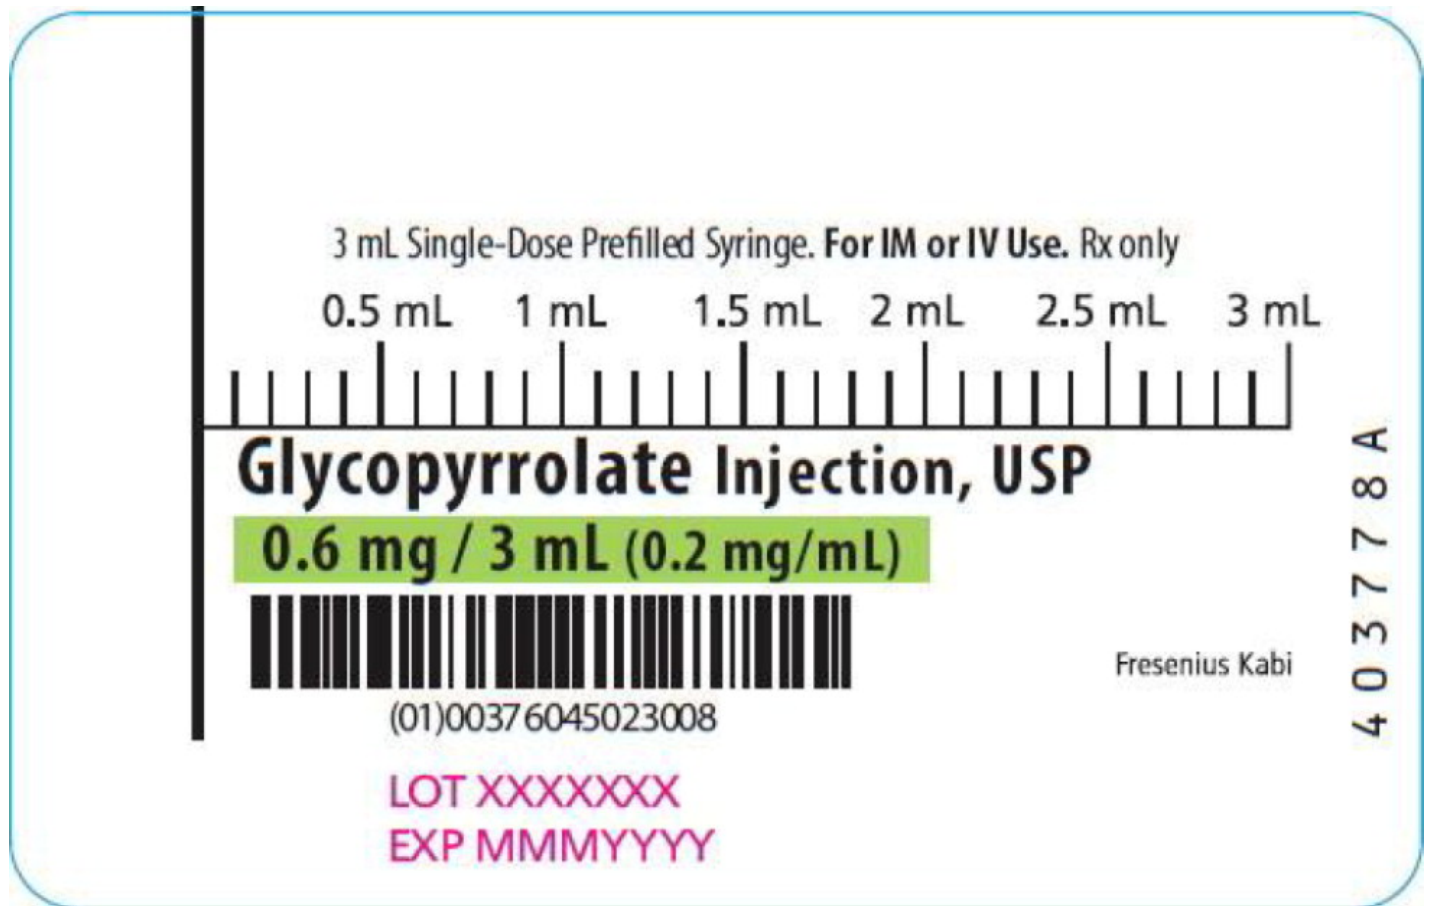 3 mL Single-Dose Prefilled Syringe. For IM or IV Use. Rx only
0.5 mL 1 mL 1.5 mL 2 mL 2.5 mL 3 mL
Glycopyrrolate Injection, USP
0.6 mg / 3 mL (0.2 mg/mL)
(01)00376045023008
Fresenius Kabi
LOT XXXXXXX
EXP MMMYYYY
4037778A